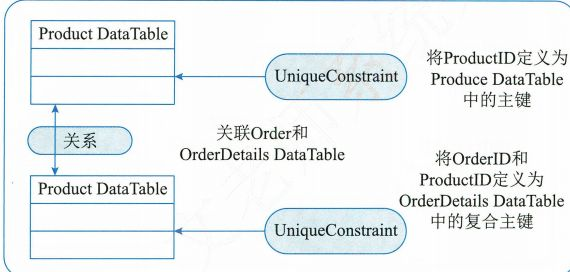 Product DataTable
UniqueConstraint
将ProductID定义为
Produce DataTable
中的主键
关系
关联Order和
OrderDetails DataTable
Product DataTable
将OrderID和
ProductID定义为
OrderDetails DataTable
中的复合主键
UniqueConstraint